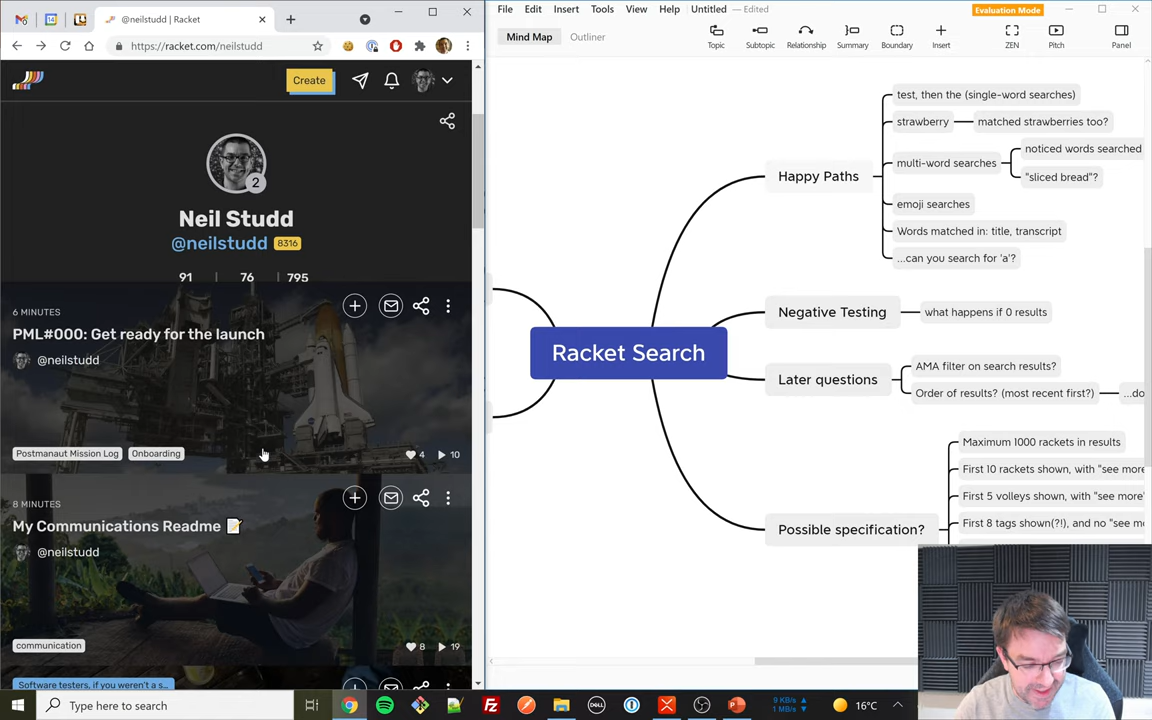 @neilstudd | Racket
https://racket.com/neilstudd
Create
2
Neil Studd
@neilstudd 8316
91 | 76 | 795
6 MINUTES
PML#000: Get ready for the launch
@neilstudd
Postmanaut Mission Log Onboarding
4 10
8 MINUTES
My Communications Readme 📝
@neilstudd
communication
8 19
Software testers, if you weren't a s...
File Edit Insert Tools View Help Untitled — Edited
Evaluation Mode
Mind Map Outliner
Topic Subtopic Relationship Summary Boundary Insert ZEN Pitch Panel
Racket Search
Happy Paths
test, then the (single-word searches)
strawberry
matched strawberries too?
multi-word searches
noticed words searched
"sliced bread"?
emoji searches
Words matched in: title, transcript
...can you search for 'a'?
Negative Testing
what happens if 0 results
Later questions
AMA filter on search results?
Order of results? (most recent first?)
...do
Possible specification?
Maximum 1000 rackets in results
First 10 rackets shown, with "see more
First 5 volleys shown, with "see more"
First 8 tags shown(?!), and no "see mo
Type here to search
DELL
9 KB/s
1 MB/s
16°C